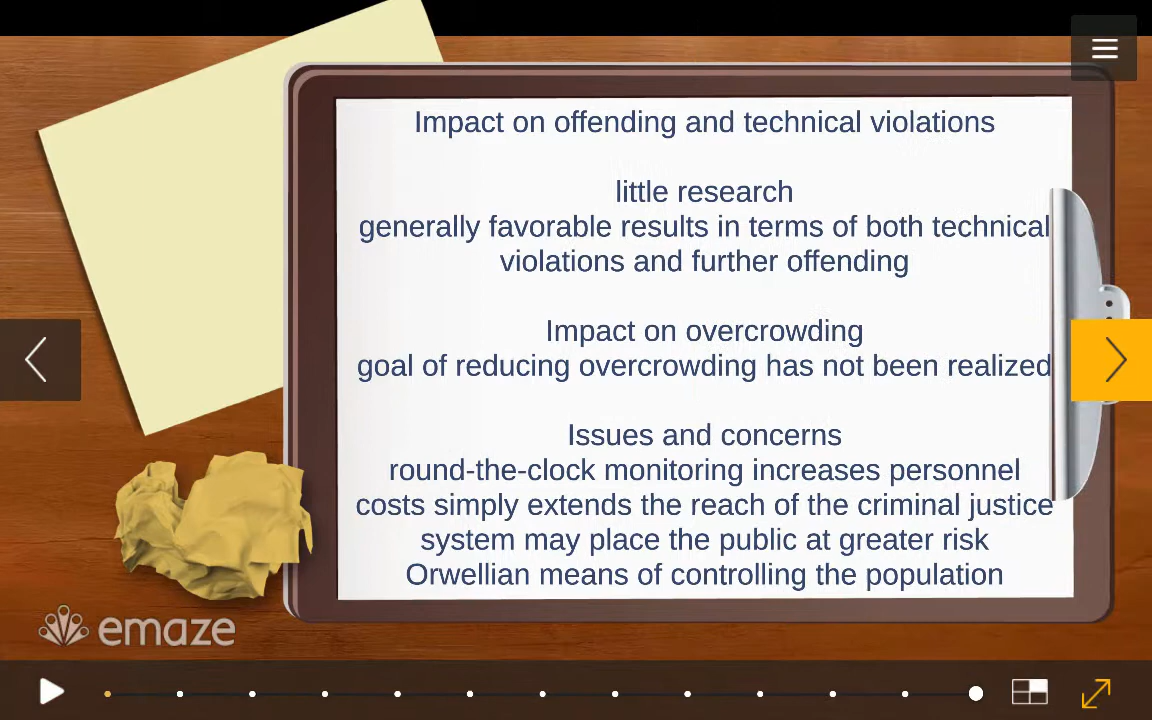 Impact on offending and technical violations
little research
generally favorable results in terms of both technical
violations and further offending
Impact on overcrowding
goal of reducing overcrowding has not been realized
Issues and concerns
round-the-clock monitoring increases personnel
costs simply extends the reach of the criminal justice
system may place the public at greater risk
Orwellian means of controlling the population
emaze